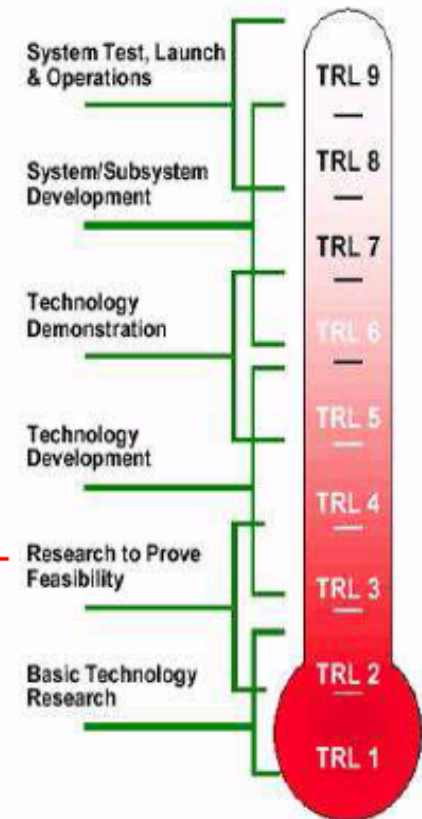 System Test, Launch
& Operations
System/Subsystem
Development
Technology
Demonstration
Technology
Development
Research to Prove
Feasibility
Basic Technology
Research
TRL 9
TRL 8
TRL 7
TRL 6
TRL 5
TRL 4
TRL 3
TRL 2
TRL 1